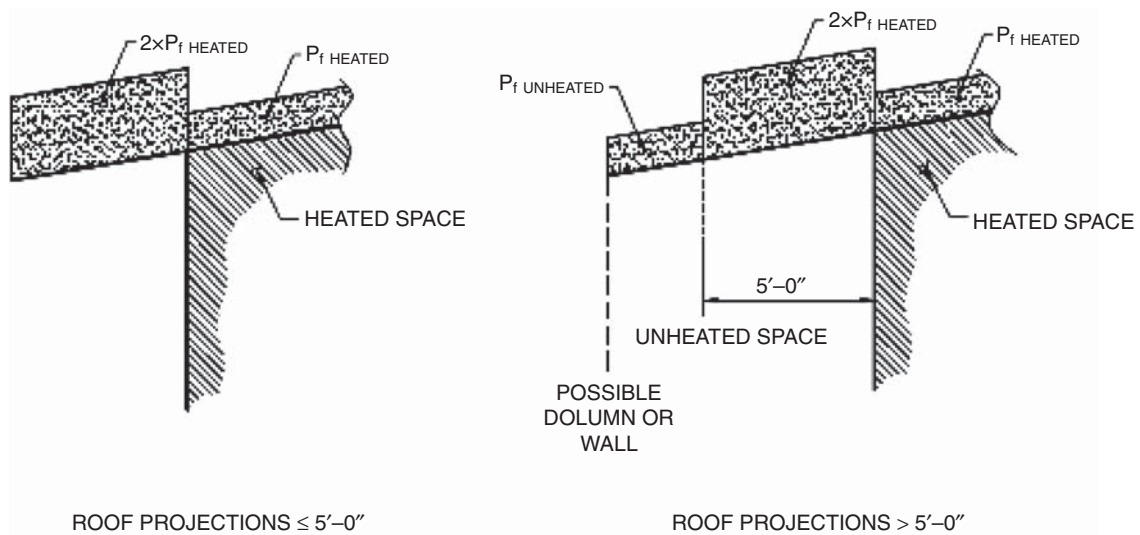 2×Pf HEATED
Pf HEATED
HEATED SPACE
ROOF PROJECTIONS ≤ 5′–0″
2×Pf HEATED
Pf HEATED
Pf UNHEATED
HEATED SPACE
5′–0″
UNHEATED SPACE
POSSIBLE
DOLUMN OR
WALL
ROOF PROJECTIONS > 5′–0″